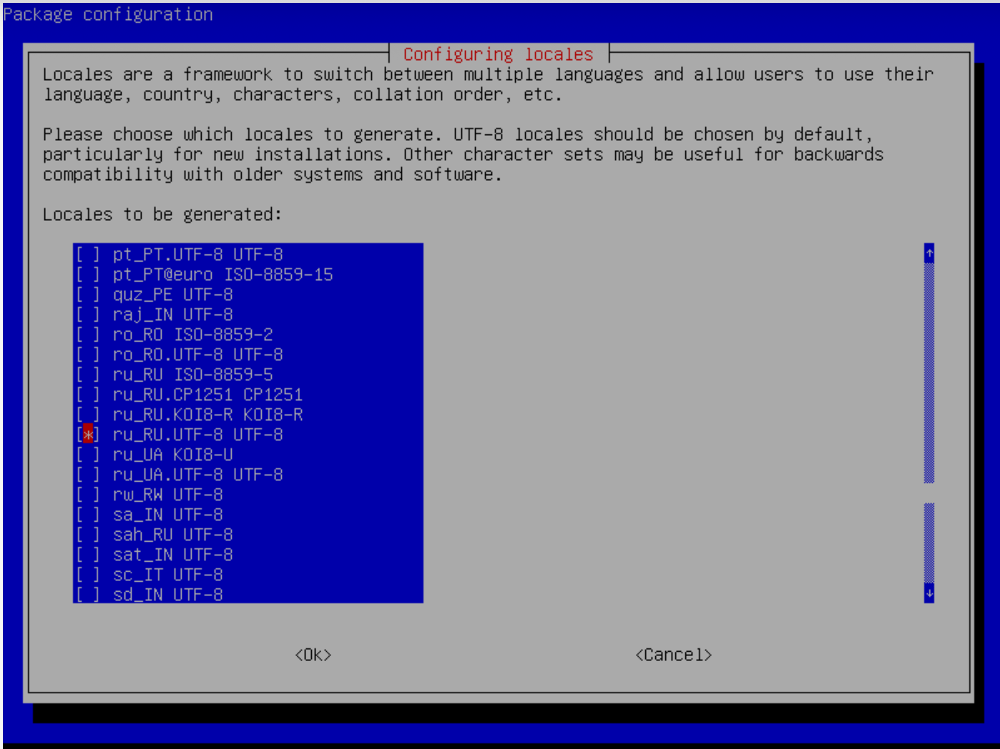 Package configuration
Configuring locales
Locales are a framework to switch between multiple languages and allow users to use their
language, country, characters, collation order, etc.
Please choose which locales to generate. UTF-8 locales should be chosen by default,
particularly for new installations. Other character sets may be useful for backwards
compatibility with older systems and software.
Locales to be generated:
[ ] pt_PT.UTF-8 UTF-8
[ ] pt_PT@euro ISO-8859-15
[ ] quz_PE UTF-8
[ ] raj_IN UTF-8
[ ] ro_RO ISO-8859-2
[ ] ro_RO.UTF-8 UTF-8
[ ] ru_RU ISO-8859-5
[ ] ru_RU.CP1251 CP1251
[ ] ru_RU.KOI8-R KOI8-R
[*] ru_RU.UTF-8 UTF-8
[ ] ru_UA KOI8-U
[ ] ru_UA.UTF-8 UTF-8
[ ] rw_RW UTF-8
[ ] sa_IN UTF-8
[ ] sah_RU UTF-8
[ ] sat_IN UTF-8
[ ] sc_IT UTF-8
[ ] sd_IN UTF-8
<Ok> <Cancel>